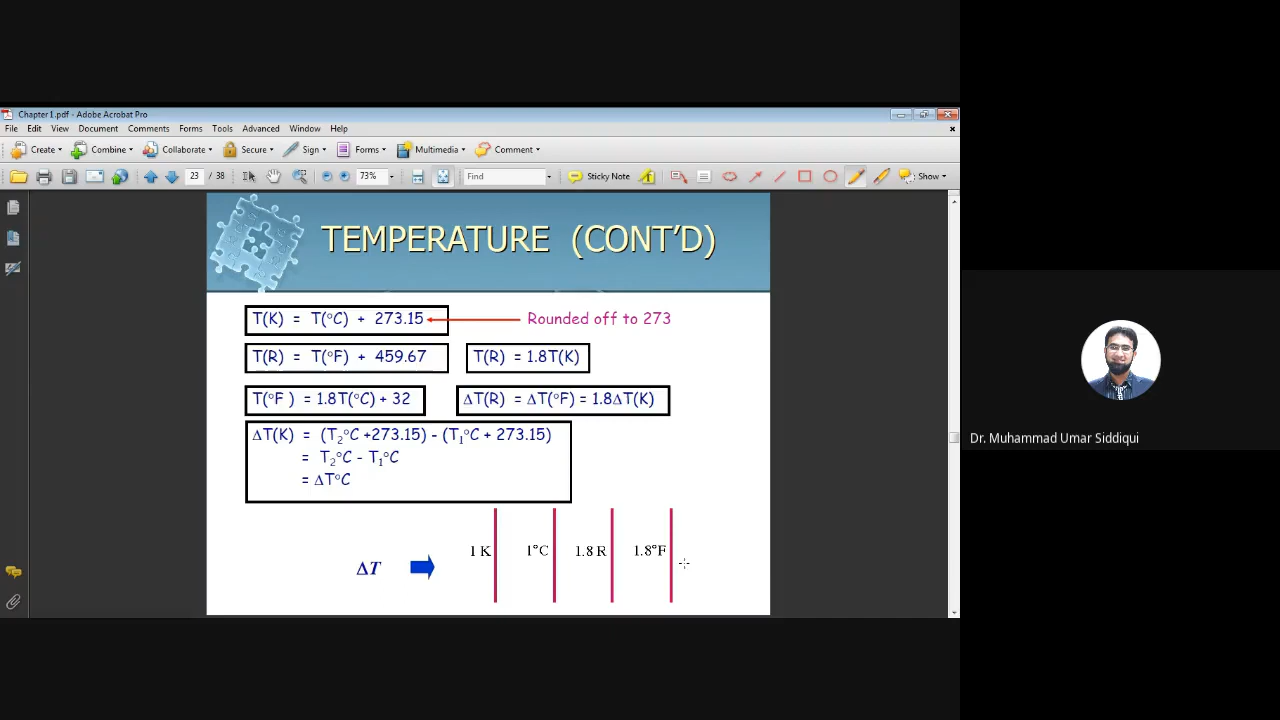 Chapter 1.pdf - Adobe Acrobat Pro
File Edit View Document Comments Forms Tools Advanced Window Help
Create Combine Collaborate Secure Sign Forms Multimedia Comment
23 / 38 73% Find Sticky Note Show
TEMPERATURE (CONT'D)
T(K) = T(°C) + 273.15 Rounded off to 273
T(R) = T(°F) + 459.67 T(R) = 1.8T(K)
T(°F ) = 1.8T(°C) + 32 ΔT(R) = ΔT(°F) = 1.8ΔT(K)
ΔT(K) = (T₂°C +273.15) - (T₁°C + 273.15)
= T₂°C - T₁°C
= ΔT°C
1 K 1°C 1.8 R 1.8°F
ΔT
Dr. Muhammad Umar Siddiqui